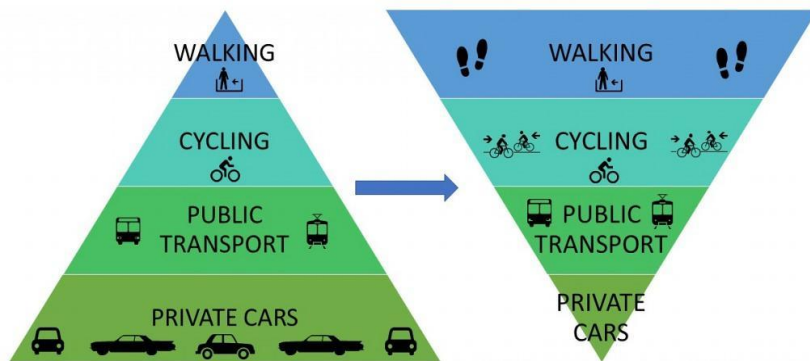 WALKING
CYCLING
PUBLIC
TRANSPORT
PRIVATE CARS
WALKING
CYCLING
PUBLIC
TRANSPORT
PRIVATE
CARS